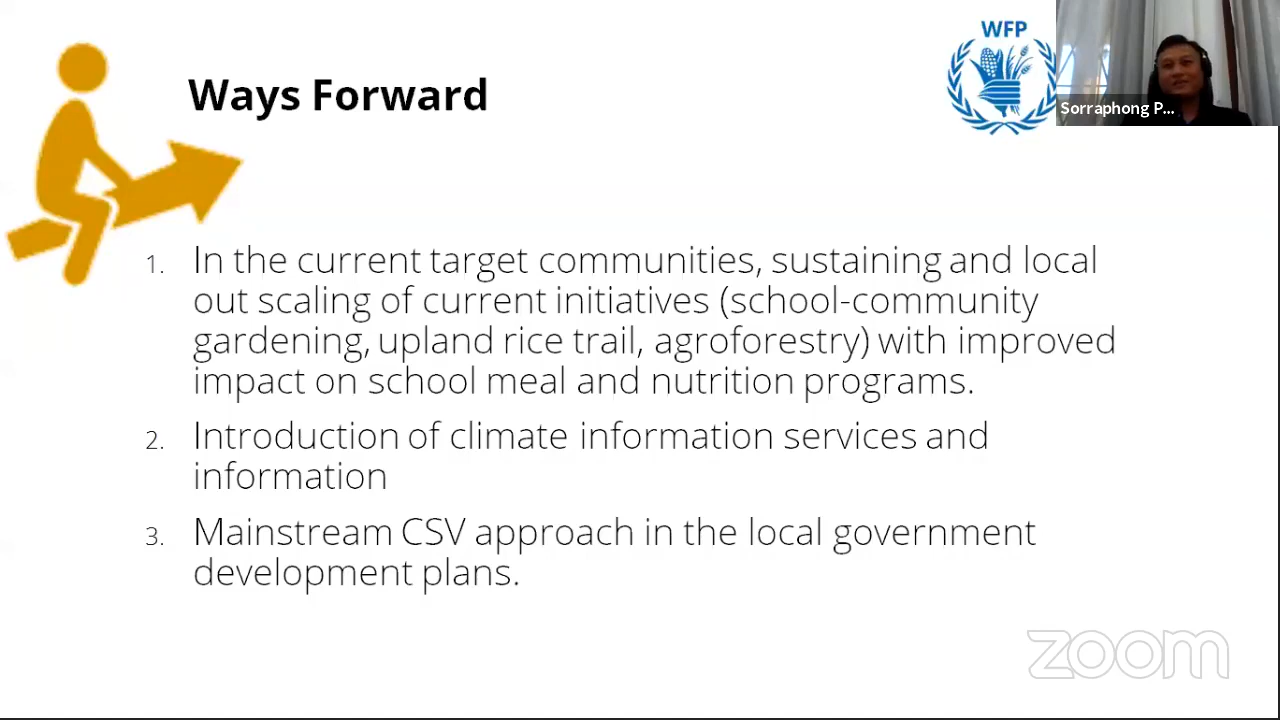 WFP
Ways Forward
Sorraphong P...
1. In the current target communities, sustaining and local
out scaling of current initiatives (school-community
gardening, upland rice trail, agroforestry) with improved
impact on school meal and nutrition programs.
2. Introduction of climate information services and
information
3. Mainstream CSV approach in the local government
development plans.
zoom